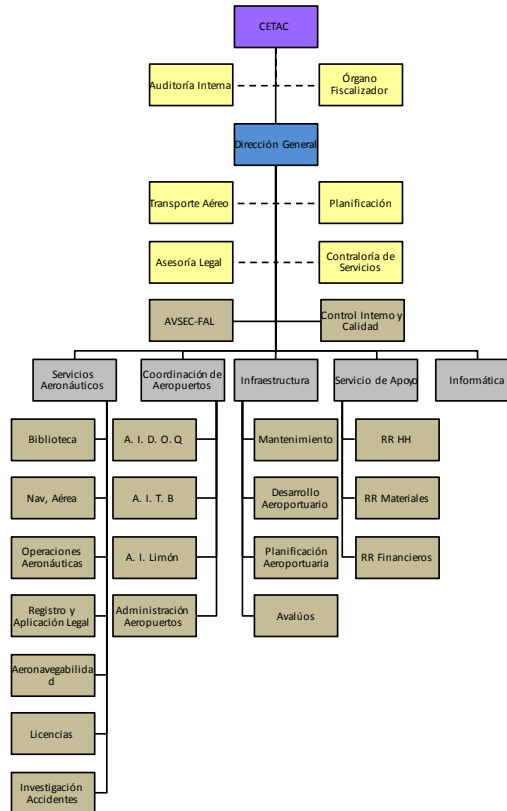 CETAC
Auditoría Interna
Órgano
Fiscalizador
Dirección General
Transporte Aéreo
Planificación
Asesoría Legal
Contraloría de
Servicios
AVSEC-FAL
Control Interno y
Calidad
Servicios
Aeronáuticos
Coordinación de
Aeropuertos
Infraestructura
Servicio de Apoyo
Informática
Biblioteca
A. I. D. O. Q
Mantenimiento
RR HH
Nav, Aérea
A. I. T. B
Desarrollo
Aeroportuario
RR Materiales
Operaciones
Aeronáuticas
A. I. Limón
Planificación
Aeroportuaria
RR Financieros
Registro y
Aplicación Legal
Administración
Aeropuertos
Avalúos
Aeronavegabilida
d
Licencias
Investigación
Accidentes